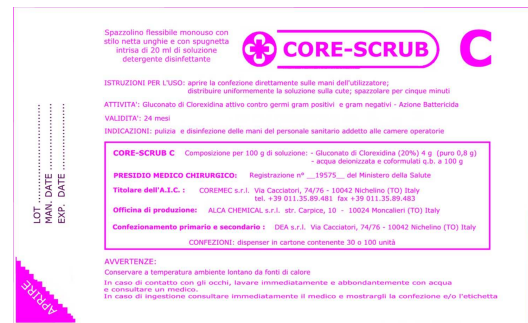 Spazzolino flessibile monouso con
stilo netta unghie e con spugnetta
intrisa di 20 ml di soluzione
detergente disinfettante
CORE-SCRUB C
ISTRUZIONI PER L'USO: aprire la confezione direttamente sulle mani dell'utilizzatore;
distribuire uniformemente la soluzione sulla cute; spazzolare per cinque minuti
ATTIVITA': Gluconato di Clorexidina attivo contro germi gram positivi e gram negativi - Azione Battericida
VALIDITA': 24 mesi
INDICAZIONI: pulizia e disinfezione delle mani del personale sanitario addetto alle camere operatorie
CORE-SCRUB C Composizione per 100 g di soluzione: - Gluconato di Clorexidina (20%) 4 g (puro 0,8 g)
- acqua deionizzata e coformulati q.b. a 100 g
PRESIDIO MEDICO CHIRURGICO: Registrazione n° __19575__ del Ministero della Salute
Titolare dell'A.I.C. : COREMEC s.r.l. Via Cacciatori, 74/76 - 10042 Nichelino (TO) Italy
tel. +39 011.35.89.481 fax +39 011.35.89.483
Officina di produzione: ALCA CHEMICAL s.r.l. str. Carpice, 10 - 10024 Moncalieri (TO) Italy
Confezionamento primario e secondario : DEA s.r.l. Via Cacciatori, 74/76 - 10042 Nichelino (TO) Italy
CONFEZIONI: dispenser in cartone contenente 30 o 100 unità
AVVERTENZE:
Conservare a temperatura ambiente lontano da fonti di calore
In caso di contatto con gli occhi, lavare immediatamente e abbondantemente con acqua
e consultare un medico.
In caso di ingestione consultare immediatamente il medico e mostrargli la confezione e/o l'etichetta
LOT ....................
MAN. DATE ....................
EXP. DATE ....................
APRIRE